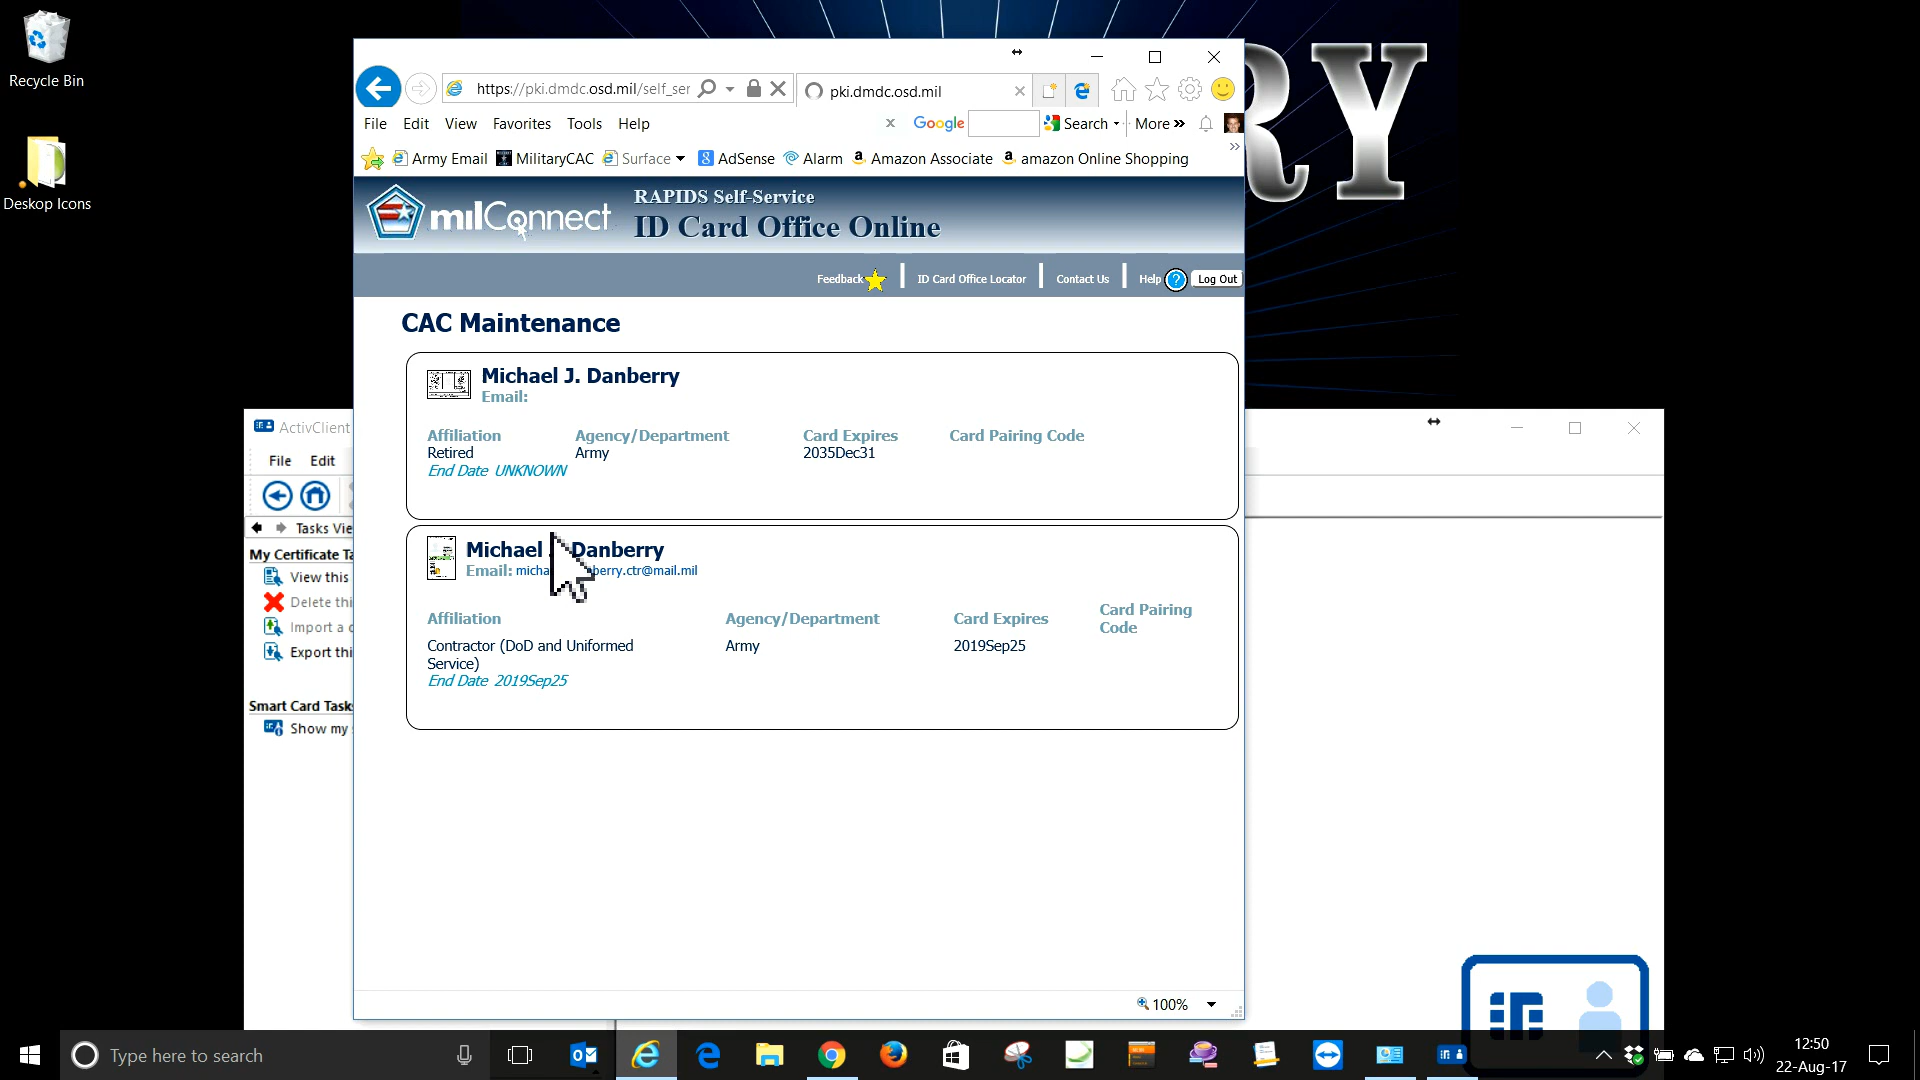 Recycle Bin
Deskop Icons
RY
https://pki.dmdc.osd.mil/self_ser
pki.dmdc.osd.mil
File Edit View Favorites Tools Help
x Google Search More »
Army Email MilitaryCAC Surface AdSense Alarm Amazon Associate amazon Online Shopping
milConnect
RAPIDS Self-Service
ID Card Office Online
Feedback ID Card Office Locator Contact Us Help ? Log Out
CAC Maintenance
Michael J. Danberry
Email:
Affiliation Agency/Department Card Expires Card Pairing Code
Retired Army 2035Dec31
End Date UNKNOWN
Michael Danberry
Email: micha berry.ctr@mail.mil
Affiliation Agency/Department Card Expires Card Pairing Code
Contractor (DoD and Uniformed Service) Army 2019Sep25
End Date 2019Sep25
100%
ActivClient
File Edit
Tasks Vie
My Certificate Ta
View this
Delete thi
Import a c
Export thi
Smart Card Task
Show my
Type here to search
12:50
22-Aug-17